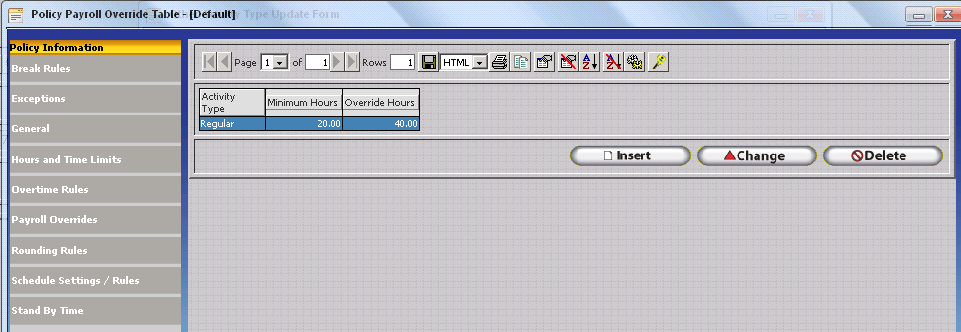 Policy Payroll Override Table - [Default]
Type Update Form
Policy Information
Break Rules
Exceptions
General
Hours and Time Limits
Overtime Rules
Payroll Overrides
Rounding Rules
Schedule Settings / Rules
Stand By Time
Page 1 of 1 Rows 1 HTML
Activity Type Minimum Hours Override Hours
Regular 20.00 40.00
Insert Change Delete